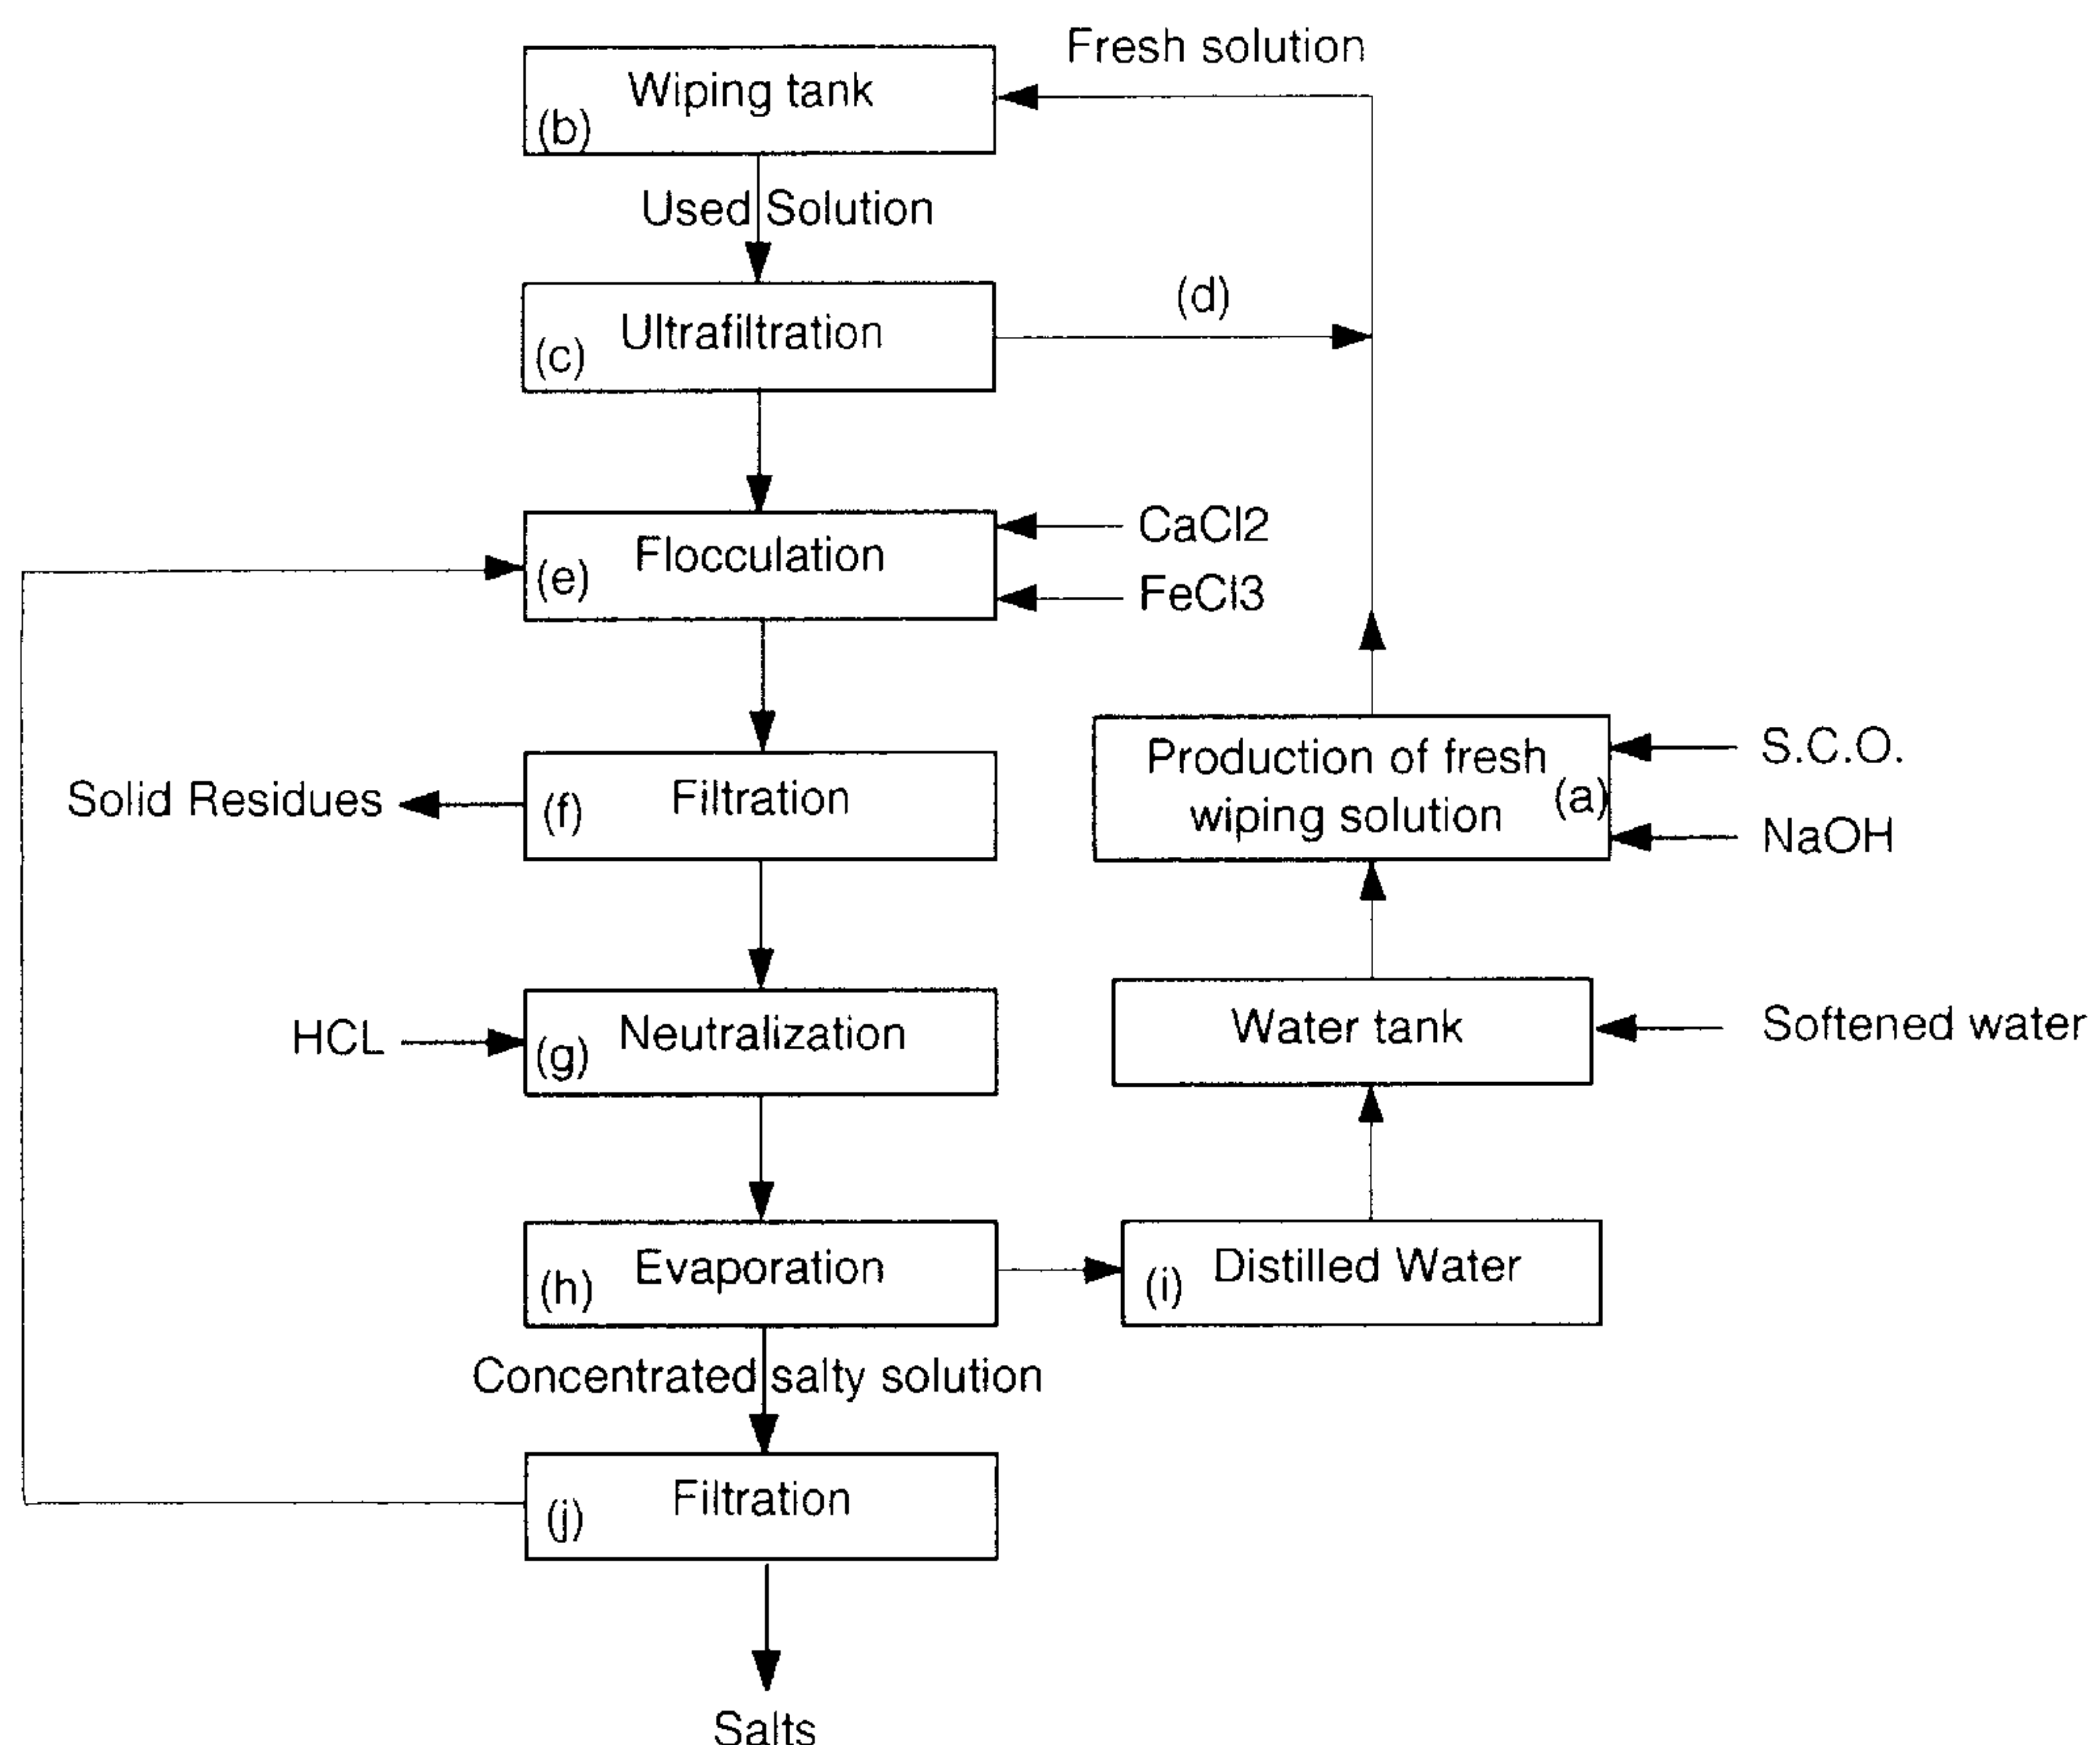 Fresh solution
Wiping tank
(b)
Used Solution
(d)
Ultrafiltration
(c)
CaCl2
Flocculation
(e)
FeCl3
Production of fresh
wiping solution
(a)
S.C.O.
NaOH
Solid Residues
Filtration
(f)
HCL
Neutralization
(g)
Water tank
Softened water
Evaporation
(h)
Distilled Water
(i)
Concentrated salty solution
Filtration
(j)
Salts